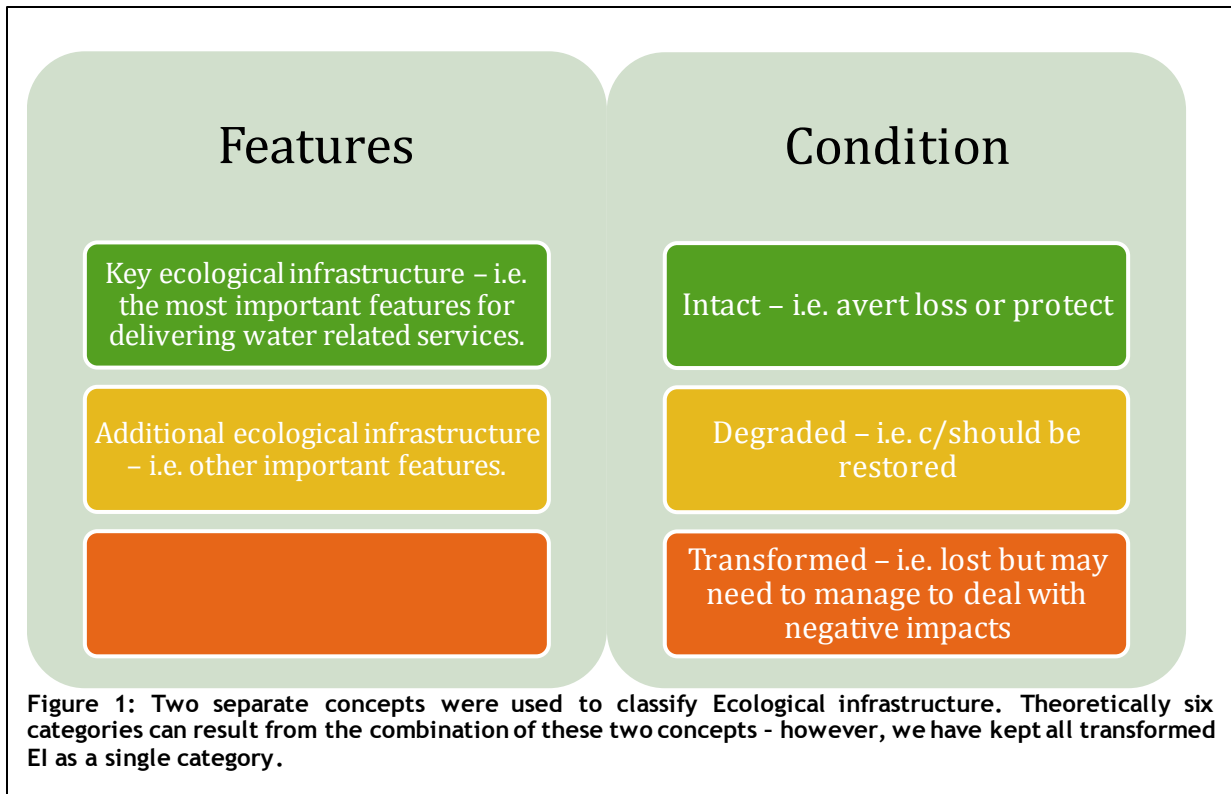 Features
Key ecological infrastructure – i.e.
the most important features for
delivering water related services.
Additional ecological infrastructure
– i.e. other important features.
Condition
Intact – i.e. avert loss or protect
Degraded – i.e. c/should be
restored
Transformed – i.e. lost but may
need to manage to deal with
negative impacts
Figure 1: Two separate concepts were used to classify Ecological infrastructure. Theoretically six
categories can result from the combination of these two concepts – however, we have kept all transformed
EI as a single category.